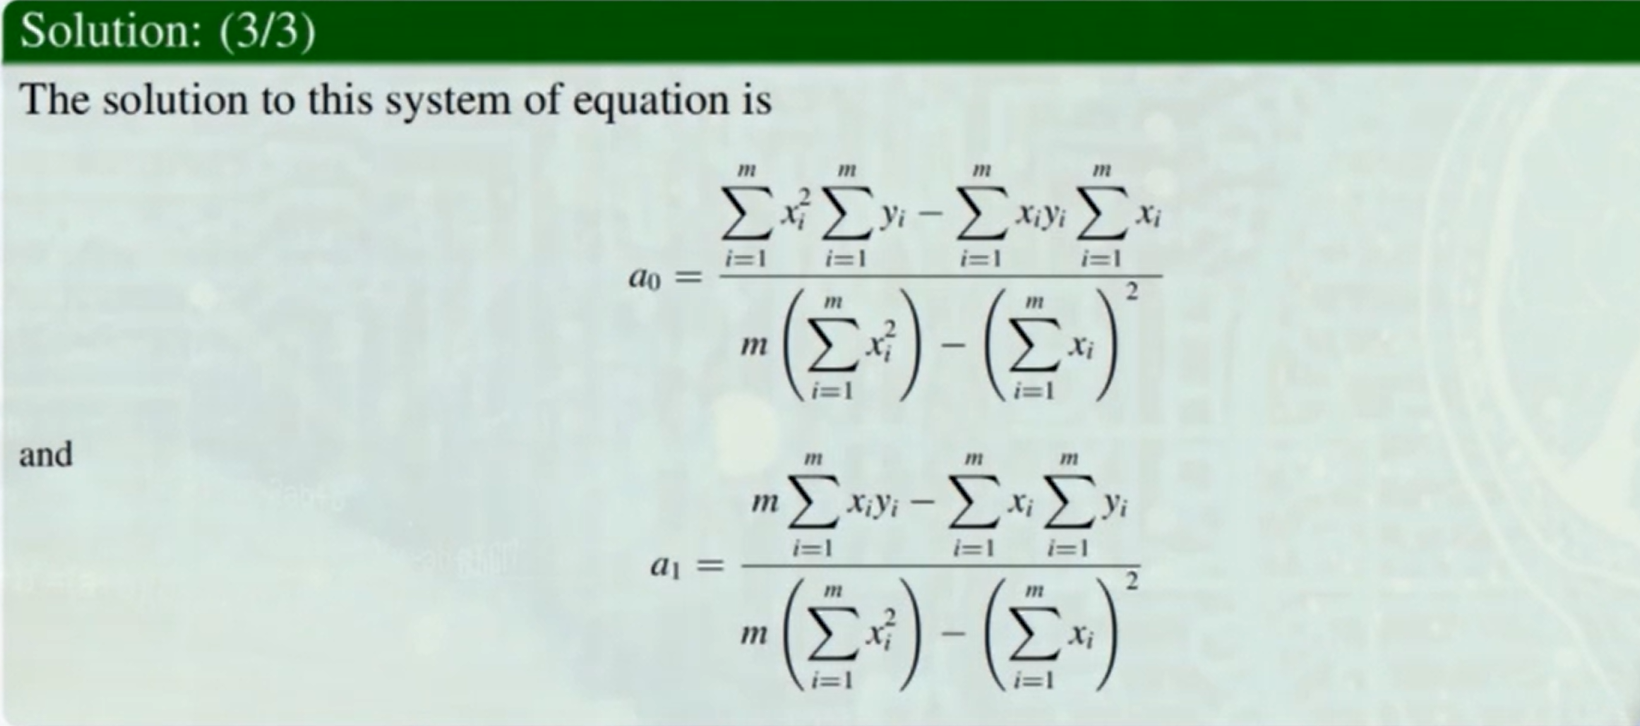 Solution: (3/3)
The solution to this system of equation is
$a_0 = \dfrac{\sum_{i=1}^{m} x_i^2 \sum_{i=1}^{m} y_i - \sum_{i=1}^{m} x_i y_i \sum_{i=1}^{m} x_i}{m \left( \sum_{i=1}^{m} x_i^2 \right) - \left( \sum_{i=1}^{m} x_i \right)^2}$
and
$a_1 = \dfrac{m \sum_{i=1}^{m} x_i y_i - \sum_{i=1}^{m} x_i \sum_{i=1}^{m} y_i}{m \left( \sum_{i=1}^{m} x_i^2 \right) - \left( \sum_{i=1}^{m} x_i \right)^2}$